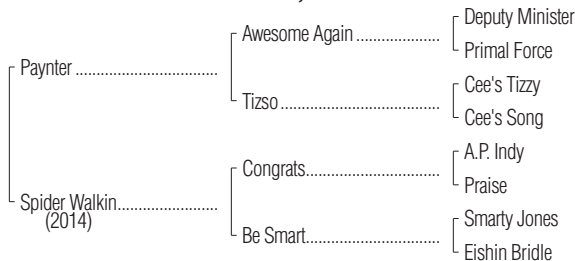 Deputy Minister
Awesome Again ..................
Primal Force
Paynter ...............................
Cee's Tizzy
Tizso ..................................
Cee's Song
A.P. Indy
Congrats.............................
Praise
Spider Walkin......................
(2014)
Smarty Jones
Be Smart.............................
Eishin Bridle